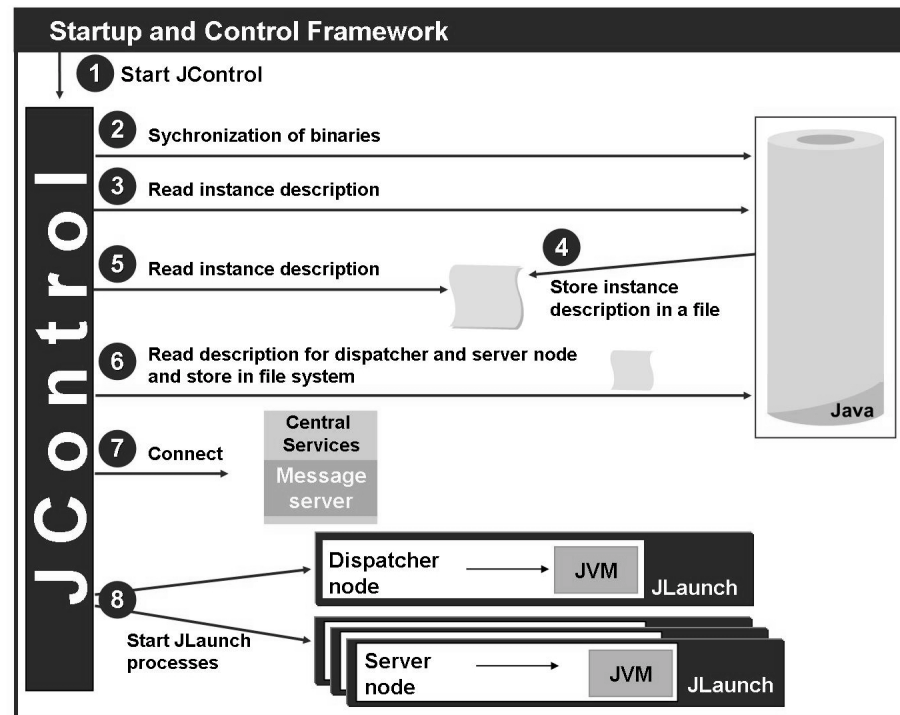 Startup and Control Framework
1 Start JControl
JControl
2 Sychronization of binaries
3 Read instance description
4
Store instance
description in a file
5 Read instance description
6 Read description for dispatcher and server node
and store in file system
Java
7 Connect
Central
Services
Message
server
8
Start JLaunch
processes
Dispatcher
node
JVM
JLaunch
Server
node
JVM
JLaunch